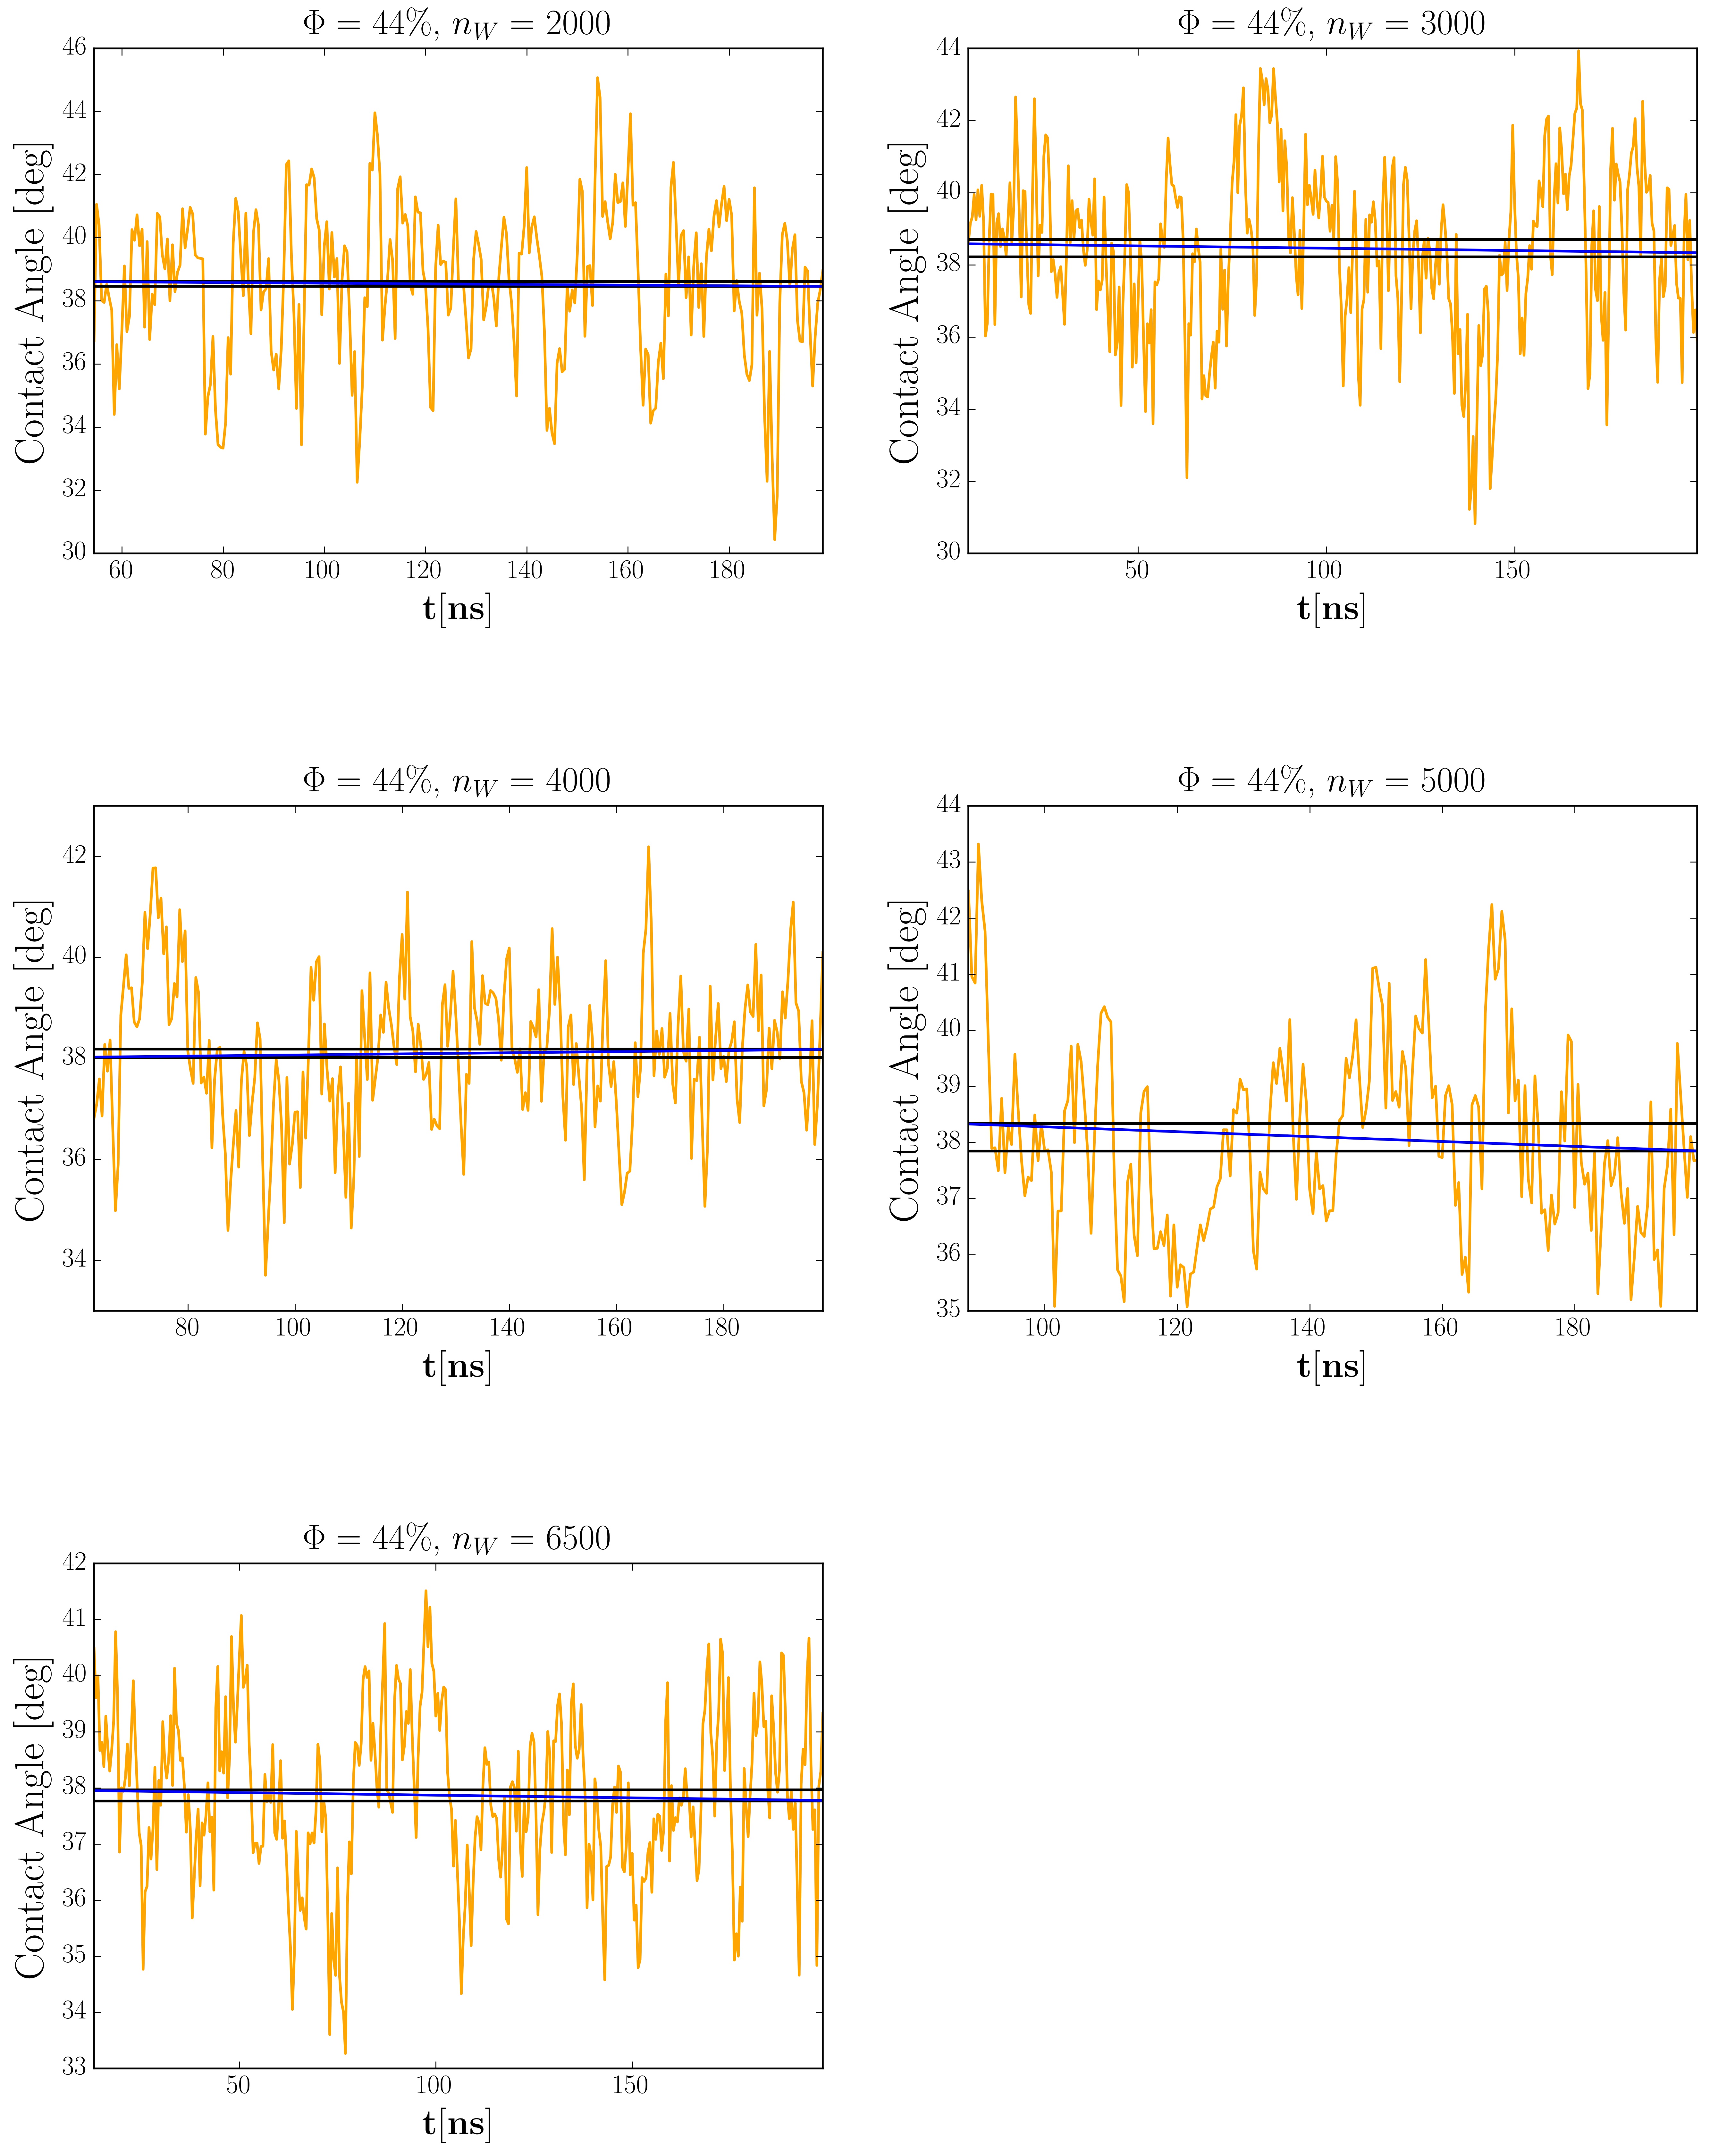 Φ = 44%, n_W = 2000
Contact Angle [deg]
46
44
42
40
38
36
34
32
30
60 80 100 120 140 160 180
t[ns]
Φ = 44%, n_W = 3000
Contact Angle [deg]
44
42
40
38
36
34
32
30
50 100 150
t[ns]
Φ = 44%, n_W = 4000
Contact Angle [deg]
42
40
38
36
34
80 100 120 140 160 180
t[ns]
Φ = 44%, n_W = 5000
Contact Angle [deg]
44
43
42
41
40
39
38
37
36
35
100 120 140 160 180
t[ns]
Φ = 44%, n_W = 6500
Contact Angle [deg]
42
41
40
39
38
37
36
35
34
33
50 100 150
t[ns]